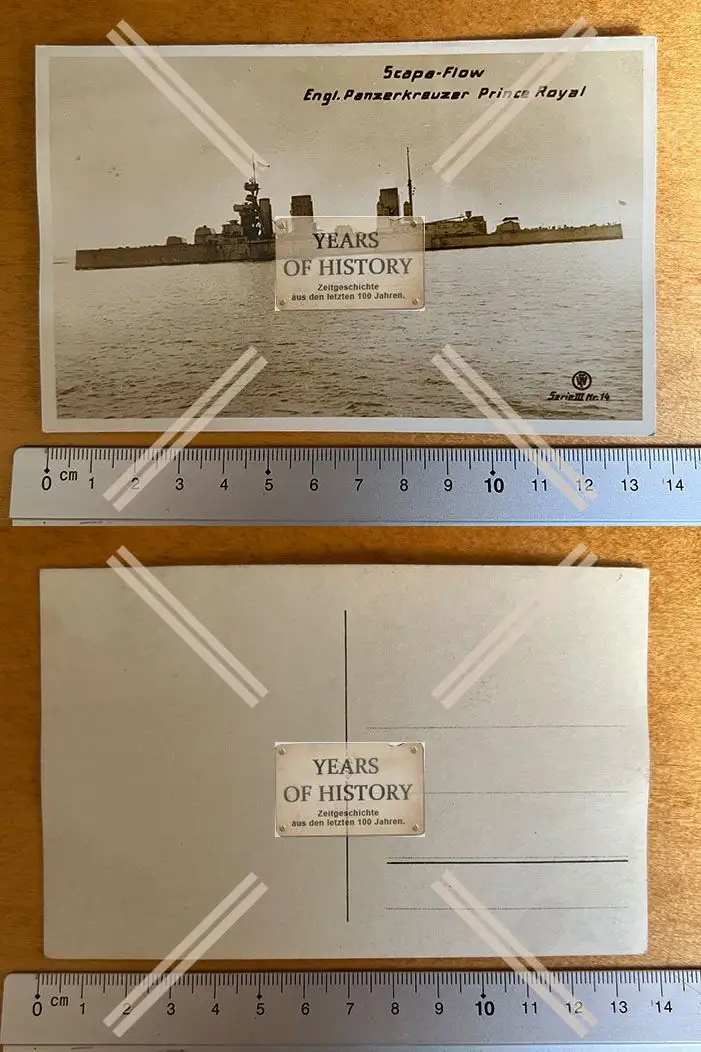 Scapa-Flow
Engl. Panzerkreuzer Prince Royal
YEARS
OF HISTORY
Zeitgeschichte
aus den letzten 100 Jahren.
Serie III Nr. 14
0 cm 1 2 3 4 5 6 7 8 9 10 11 12 13 14
YEARS
OF HISTORY
Zeitgeschichte
aus den letzten 100 Jahren.
0 cm 1 2 3 4 5 6 7 8 9 10 11 12 13 14